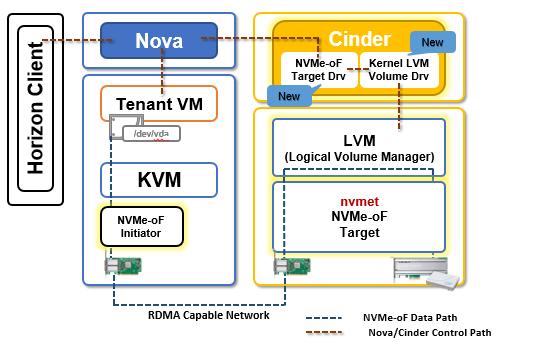 Horizon Client
Nova
Cinder
New
NVMe-oF
Target Drv
Kernel LVM
Volume Drv
New
Tenant VM
/dev/vda
KVM
NVMe-oF
Initiator
LVM
(Logical Volume Manager)
nvmet
NVMe-oF
Target
RDMA Capable Network
NVMe-oF Data Path
Nova/Cinder Control Path